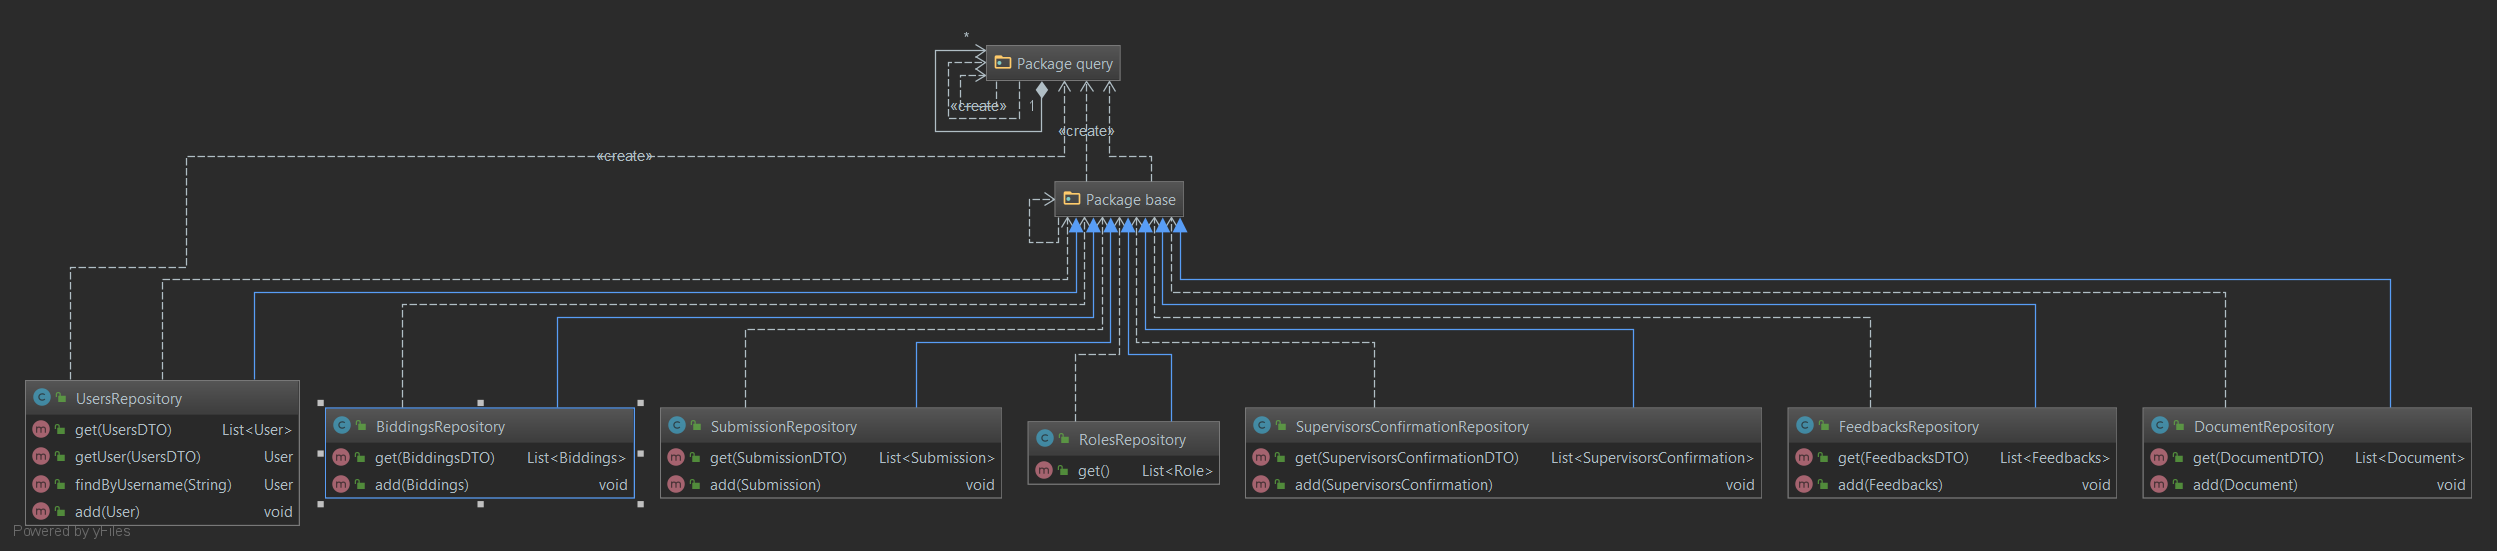 *
Package query
«create»
1
«create»
«create»
Package base
UsersRepository
get(UsersDTO) List<User>
getUser(UsersDTO) User
findByUsername(String) User
add(User) void
BiddingsRepository
get(BiddingsDTO) List<Biddings>
add(Biddings) void
SubmissionRepository
get(SubmissionDTO) List<Submission>
add(Submission) void
RolesRepository
get() List<Role>
SupervisorsConfirmationRepository
get(SupervisorsConfirmationDTO) List<SupervisorsConfirmation>
add(SupervisorsConfirmation) void
FeedbacksRepository
get(FeedbacksDTO) List<Feedbacks>
add(Feedbacks) void
DocumentRepository
get(DocumentDTO) List<Document>
add(Document) void
Powered by yFiles